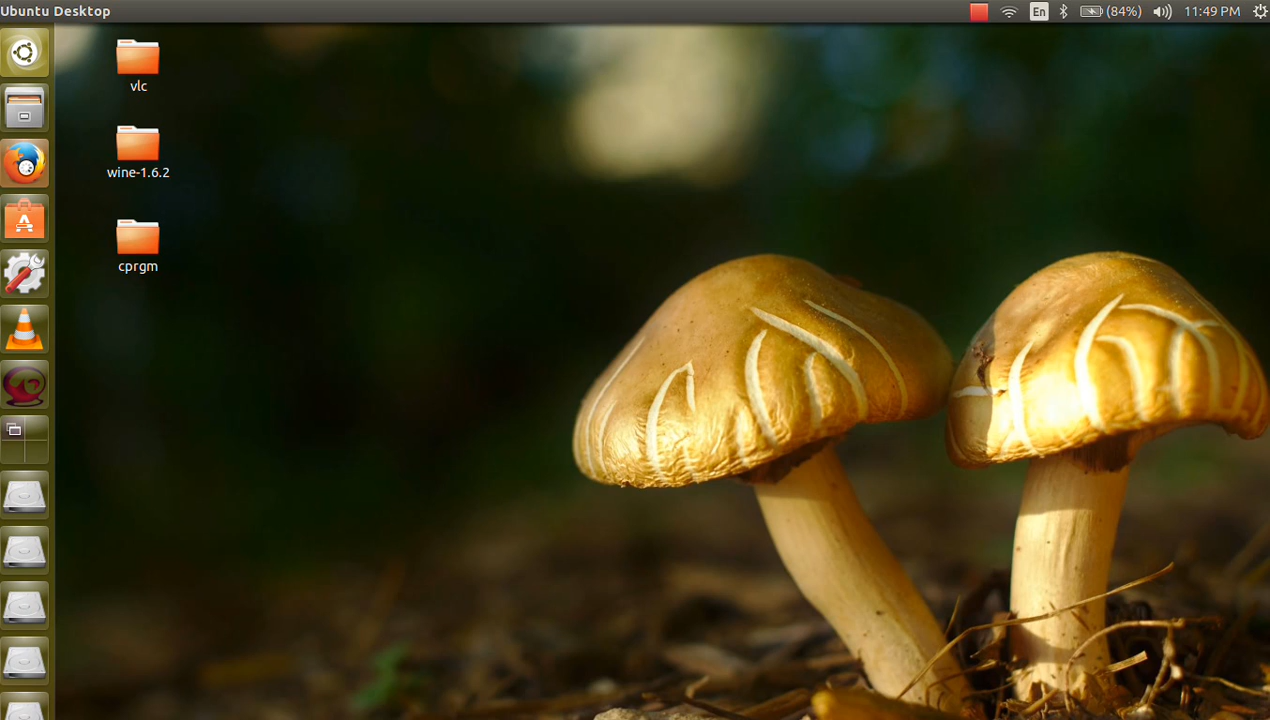 Ubuntu Desktop
En
(84%)
11:49 PM
vlc
wine-1.6.2
cprgm